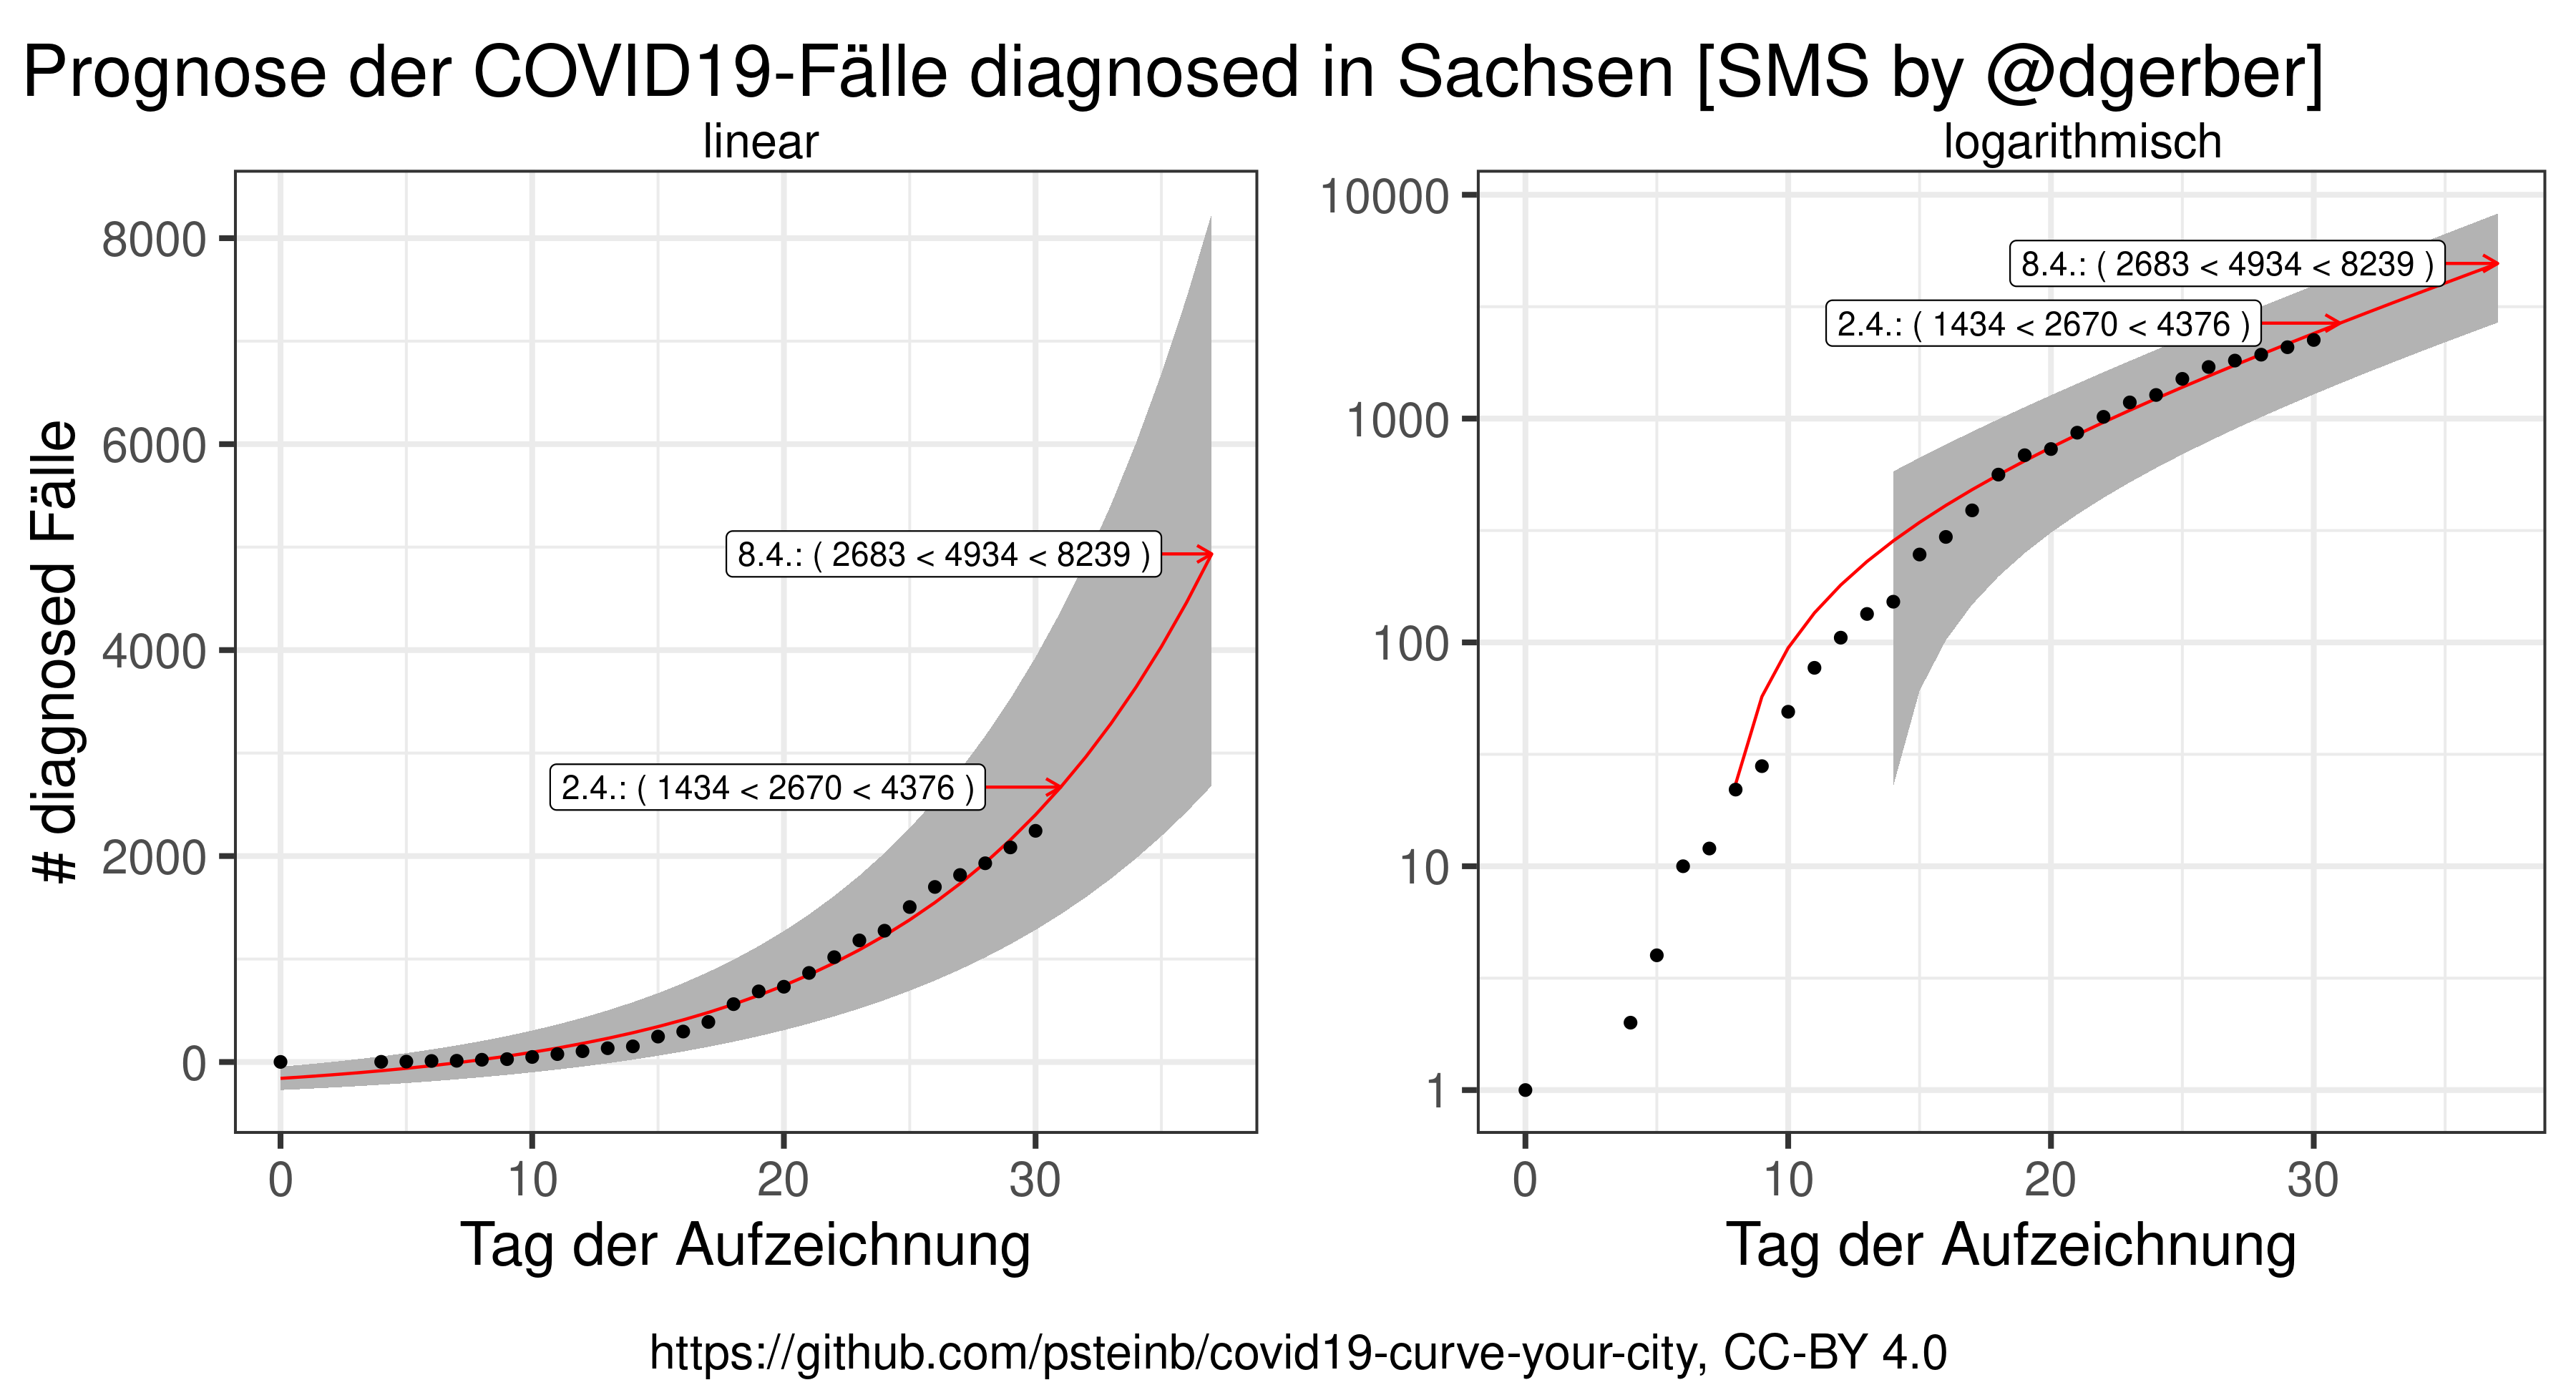 Prognose der COVID19-Fälle diagnosed in Sachsen [SMS by @dgerber]
linear
# diagnosed Fälle
8000
6000
4000
2000
0
8.4.: ( 2683 < 4934 < 8239 )
2.4.: ( 1434 < 2670 < 4376 )
0 10 20 30
Tag der Aufzeichnung
logarithmisch
10000
1000
100
10
1
8.4.: ( 2683 < 4934 < 8239 )
2.4.: ( 1434 < 2670 < 4376 )
0 10 20 30
Tag der Aufzeichnung
https://github.com/psteinb/covid19-curve-your-city, CC-BY 4.0